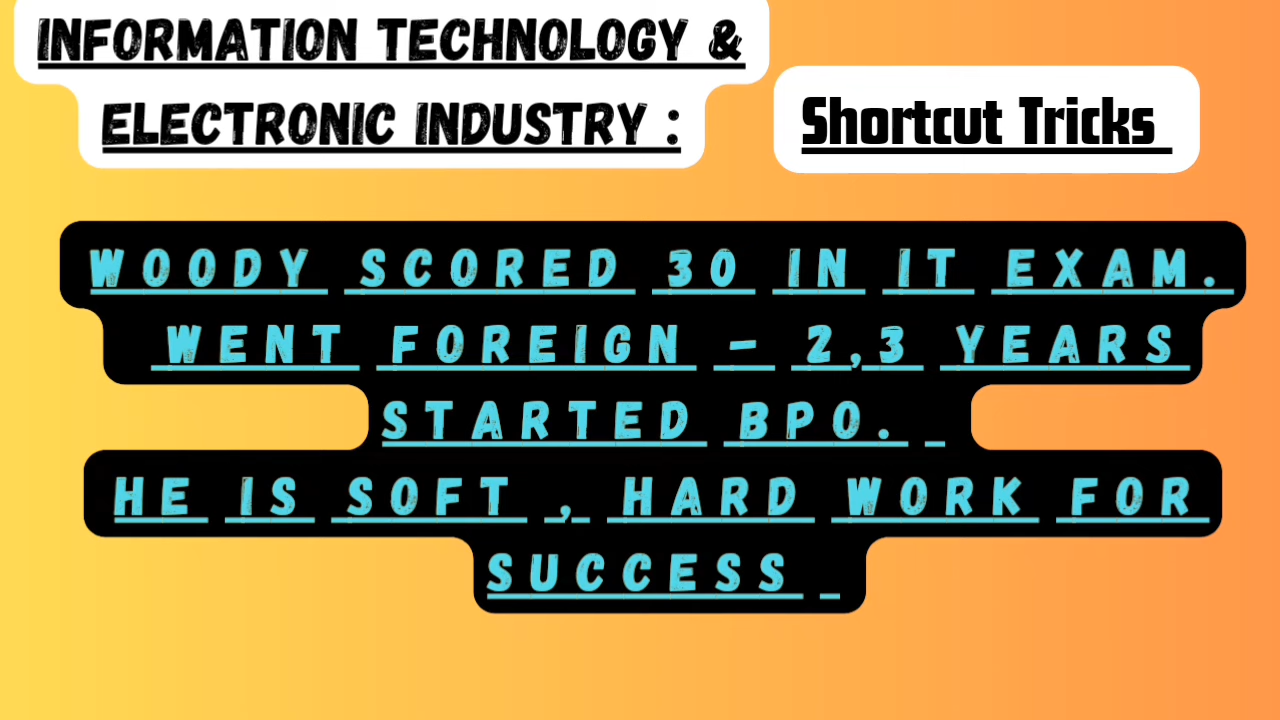 INFORMATION TECHNOLOGY &
ELECTRONIC INDUSTRY :
Shortcut Tricks
WOODY SCORED 30 IN IT EXAM.
WENT FOREIGN - 2,3 YEARS
STARTED BPO.
HE IS SOFT , HARD WORK FOR
SUCCESS